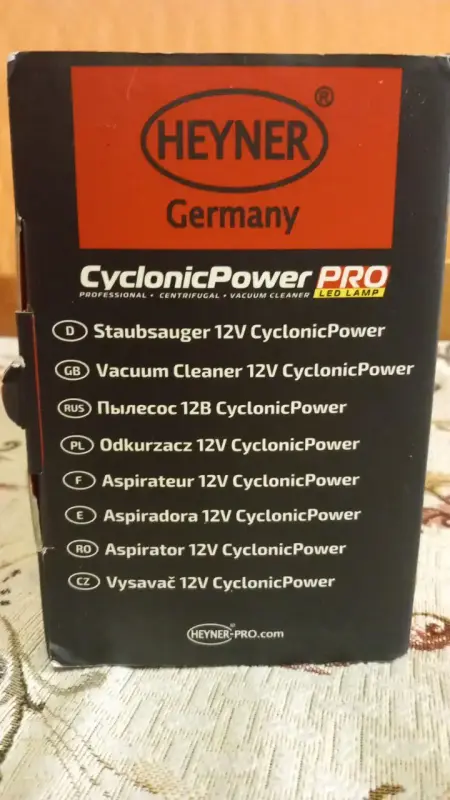 HEYNER®
Germany
CyclonicPower PRO
PROFESSIONAL • CENTRIFUGAL • VACUUM CLEANER LED LAMP
D Staubsauger 12V CyclonicPower
GB Vacuum Cleaner 12V CyclonicPower
RUS Пылесос 12В CyclonicPower
PL Odkurzacz 12V CyclonicPower
F Aspirateur 12V CyclonicPower
E Aspiradora 12V CyclonicPower
RO Aspirator 12V CyclonicPower
CZ Vysavač 12V CyclonicPower
HEYNER®-PRO.com